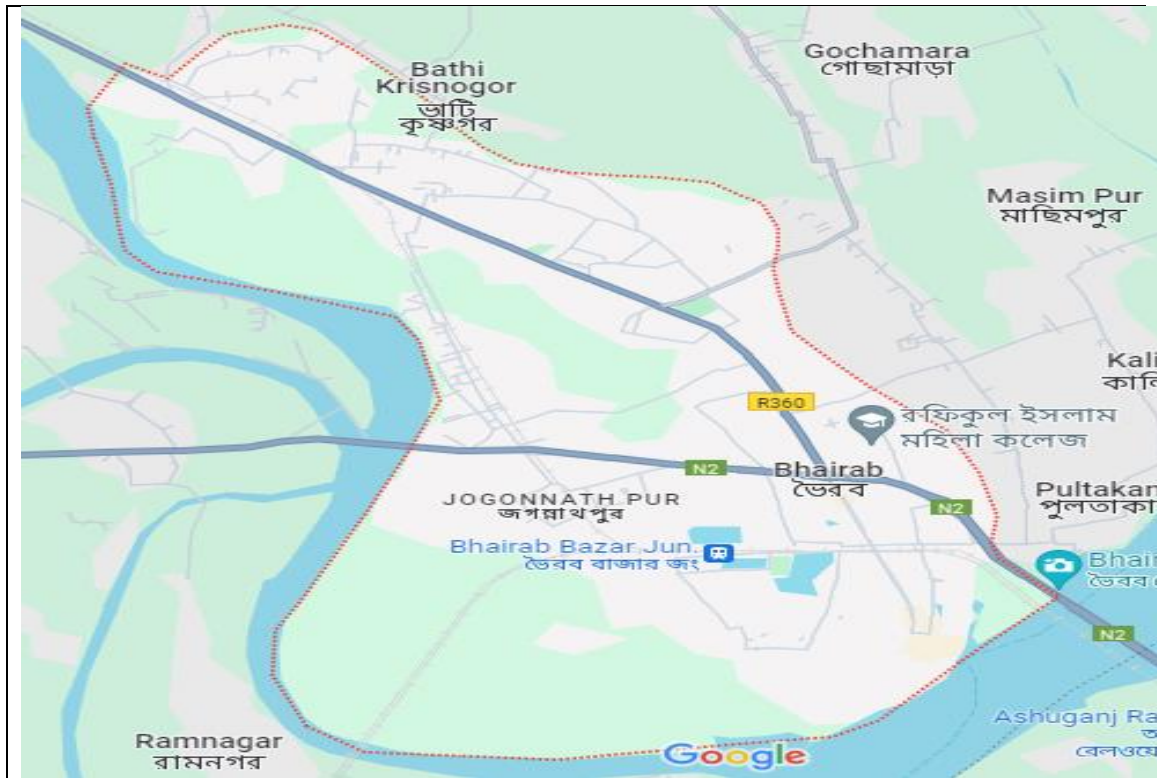 Gochamara
গোছামাড়া
Bathi
Krisnogor
ভাটি
কৃষ্ণগর
Masim Pur
মাছিমপুর
Kali
কালি
R360
রফিকুল ইসলাম
মহিলা কলেজ
N2
Bhairab
ভৈরব
Pultakan
পুলতাকা
JOGONNATH PUR
জগন্নাথপুর
N2
Bhairab Bazar Jun.
ভৈরব বাজার জং
Bhair
ভৈরব
N2
Ashuganj Ra
রেলওয়ে
Ramnagar
রামনগর
Google